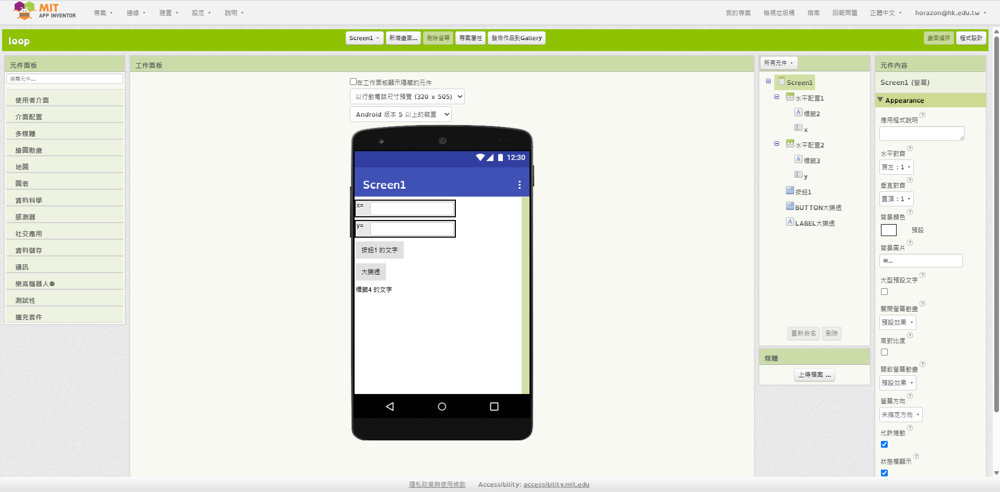 MIT
APP INVENTOR
專案
連線
建置
設定
說明
我的專案
檢視垃圾桶
指南
回報問題
正體中文
horazon@hk.edu.tw
loop
Screen1
新增畫面...
刪除螢幕
專案屬性
發佈作品到Gallery
畫面編排
程式設計
元件面板
搜尋元件...
使用者介面
介面配置
多媒體
繪圖動畫
地圖
圖表
資料科學
感測器
社交應用
資料儲存
通訊
樂高機器人®
測試性
擴充套件
工作面板
在工作面板顯示隱藏的元件
以行動電話尺寸預覽 (320 x 505)
Android 版本 5 以上的裝置
12:30
Screen1
x=
y=
按鈕1 的文字
大樂透
標籤4 的文字
所有元件
Screen1
水平配置1
標籤2
x
水平配置2
標籤3
y
按鈕1
BUTTON大樂透
LABEL大樂透
重新命名
刪除
媒體
上傳檔案 ...
元件內容
Screen1 (螢幕)
Appearance
應用程式說明
水平對齊
居左 : 1
垂直對齊
置頂 : 1
背景顏色
預設
背景圖片
無...
大型預設文字
關閉螢幕動畫
預設效果
高對比度
開啟螢幕動畫
預設效果
螢幕方向
未指定方向
允許捲動
狀態欄顯示
隱私政策與使用條款
Accessibility: accessibility.mit.edu